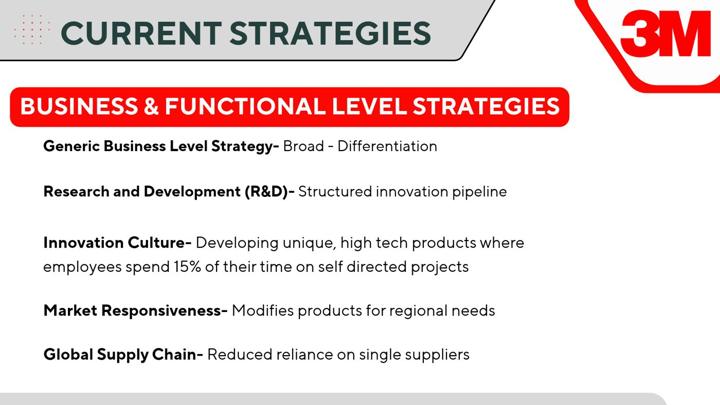 CURRENT STRATEGIES
3M
BUSINESS & FUNCTIONAL LEVEL STRATEGIES
Generic Business Level Strategy- Broad - Differentiation
Research and Development (R&D)- Structured innovation pipeline
Innovation Culture- Developing unique, high tech products where
employees spend 15% of their time on self directed projects
Market Responsiveness- Modifies products for regional needs
Global Supply Chain- Reduced reliance on single suppliers